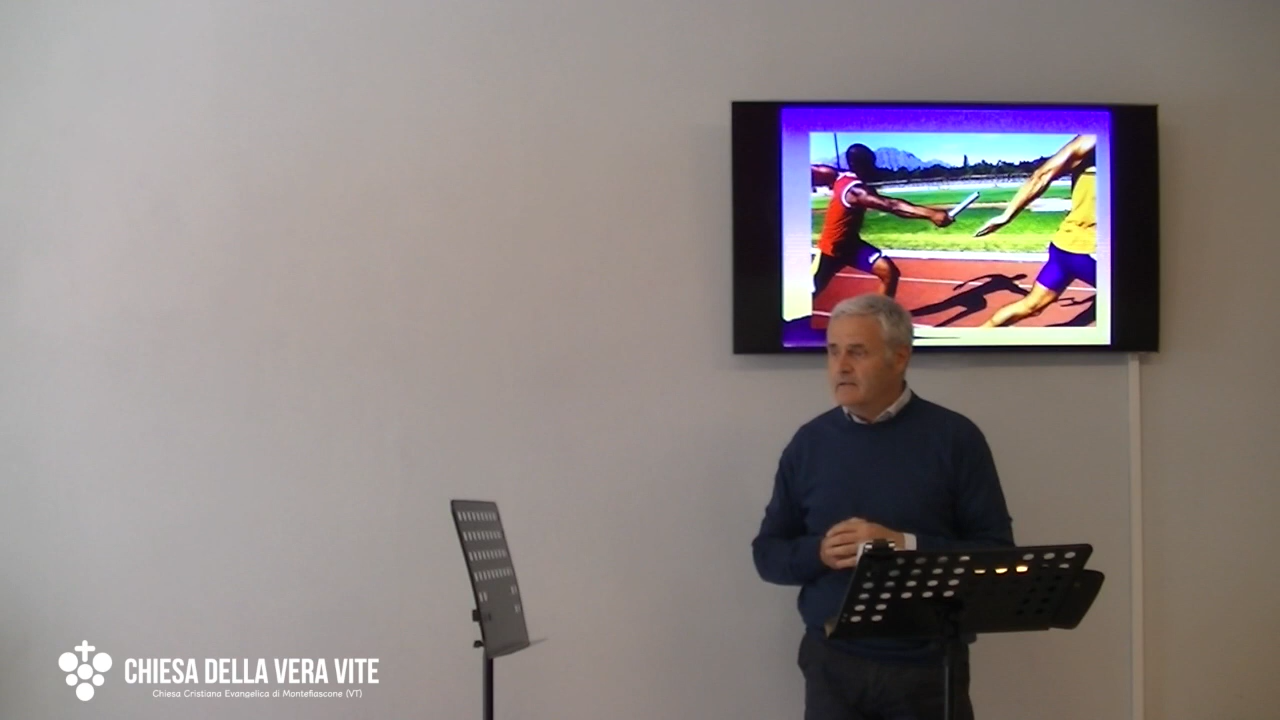 CHIESA DELLA VERA VITE
Chiesa Cristiana Evangelica di Montefiascone (VT)